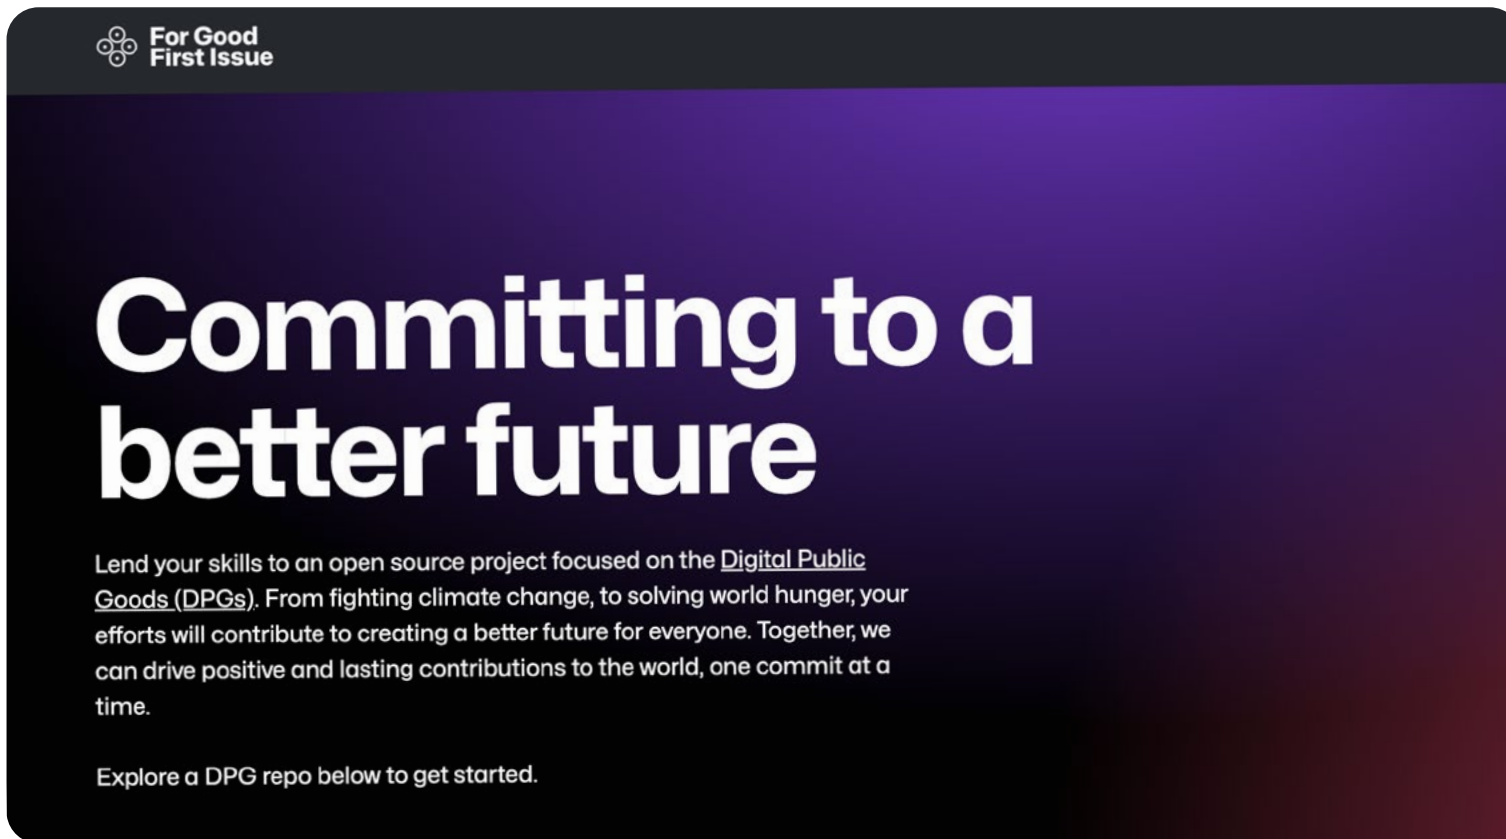 For Good
First Issue
Committing to a
better future
Lend your skills to an open source project focused on the Digital Public
Goods (DPGs). From fighting climate change, to solving world hunger, your
efforts will contribute to creating a better future for everyone. Together, we
can drive positive and lasting contributions to the world, one commit at a
time.
Explore a DPG repo below to get started.